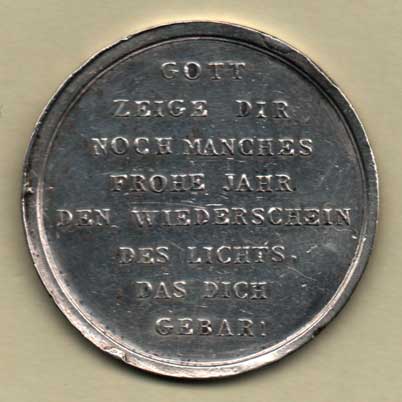 GOTT
ZEIGE DIR
NOCH MANCHES
FROHE JAHR
DEN WIEDERSCHEIN
DES LICHTS,
DAS DICH
GEBAR!